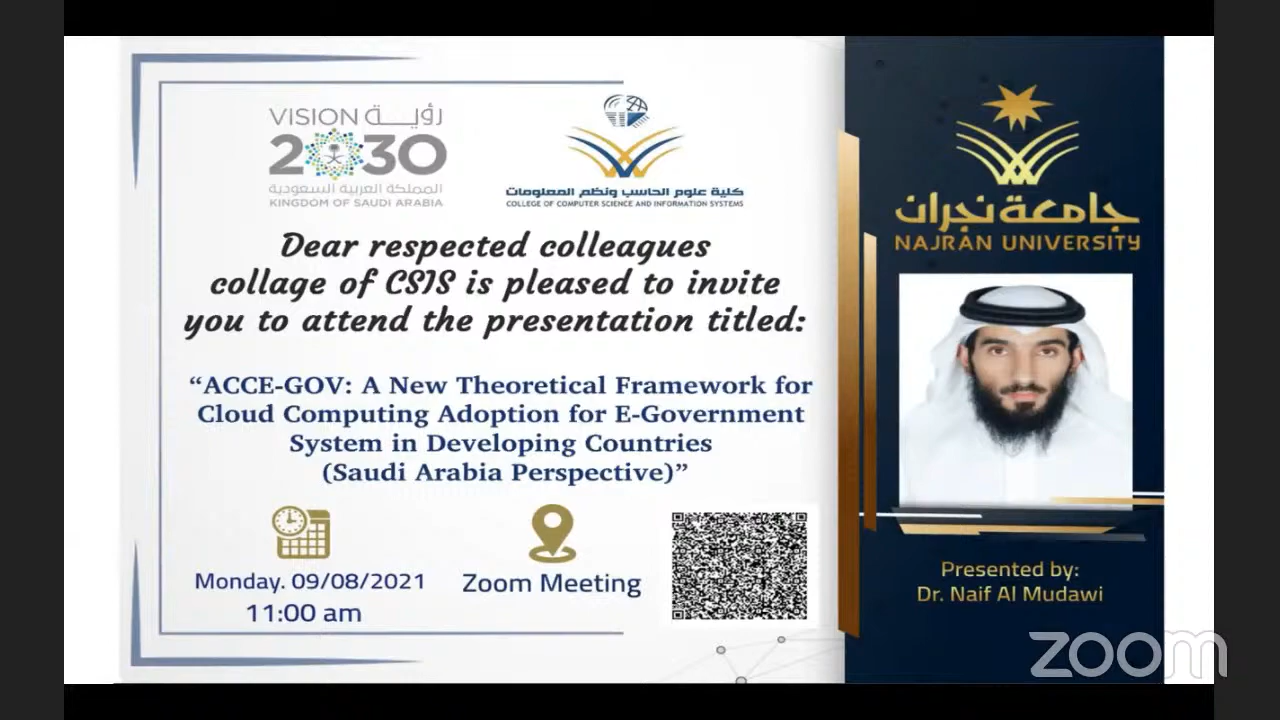 VISION رؤيــة
2030
المملكة العربية السعودية
KINGDOM OF SAUDI ARABIA
كلية علوم الحاسب ونظم المعلومات
COLLEGE OF COMPUTER SCIENCE AND INFORMATION SYSTEMS
Dear respected colleagues
collage of CSIS is pleased to invite
you to attend the presentation titled:
“ACCE-GOV: A New Theoretical Framework for
Cloud Computing Adoption for E-Government
System in Developing Countries
(Saudi Arabia Perspective)”
Monday. 09/08/2021
11:00 am
Zoom Meeting
جامعة نجران
NAJRAN UNIVERSITY
Presented by:
Dr. Naif Al Mudawi
zoom